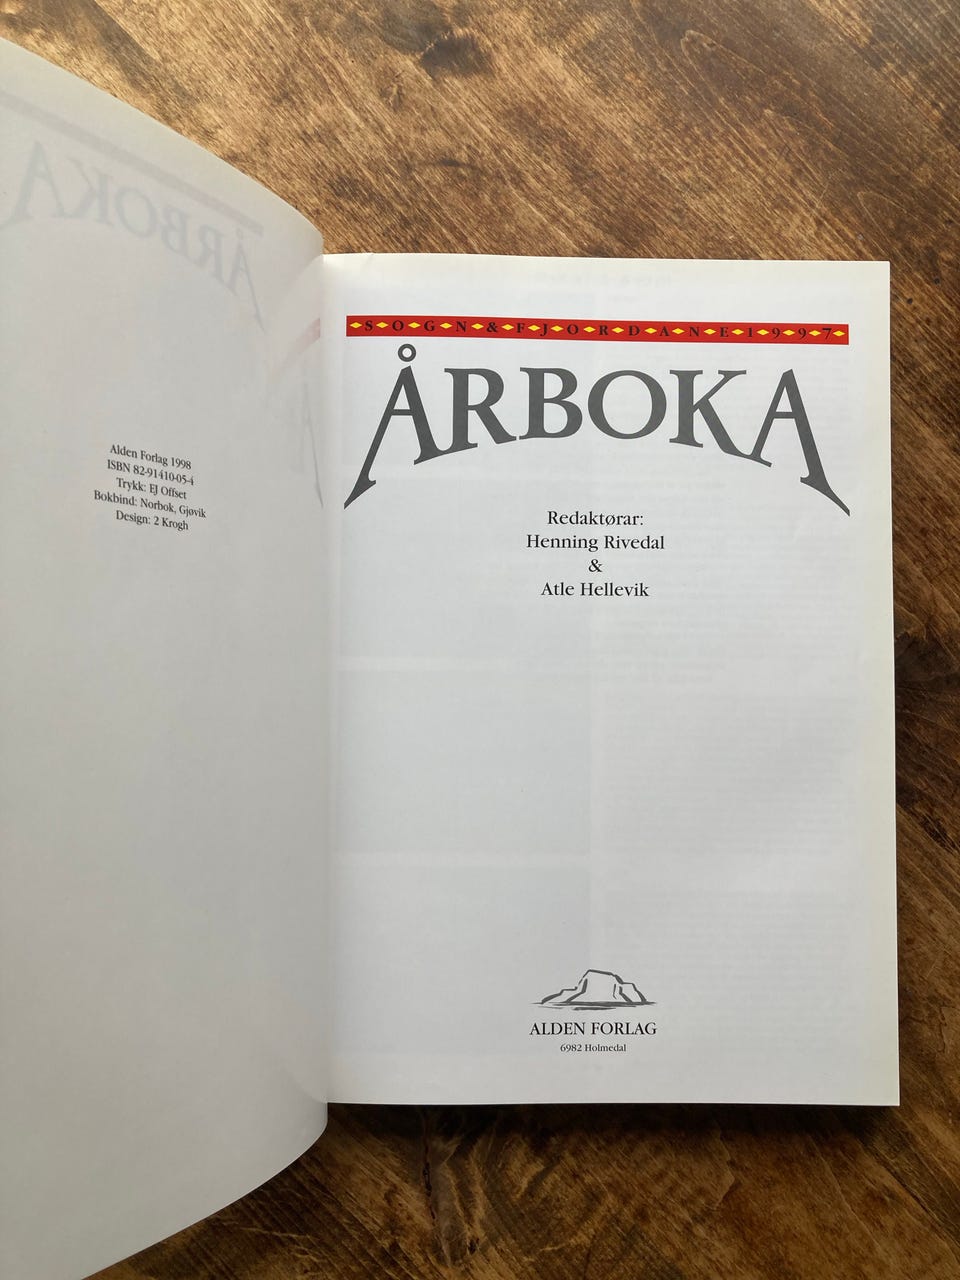 Alden Forlag 1998
ISBN 82-91410-05-4
Trykk: EJ Offset
Bokbind: Norbok, Gjøvik
Design: 2 Krogh
SOGN&FJORDANE1997
ÅRBOKA
Redaktørar:
Henning Rivedal
&
Atle Hellevik
ALDEN FORLAG
6982 Holmedal